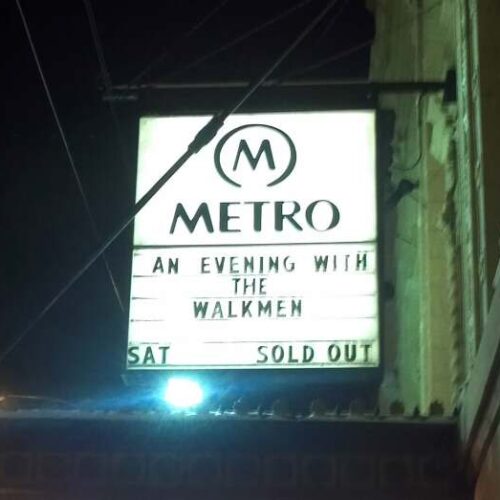 M
METRO
AN EVENING WITH
THE
WALKMEN
SAT SOLD OUT